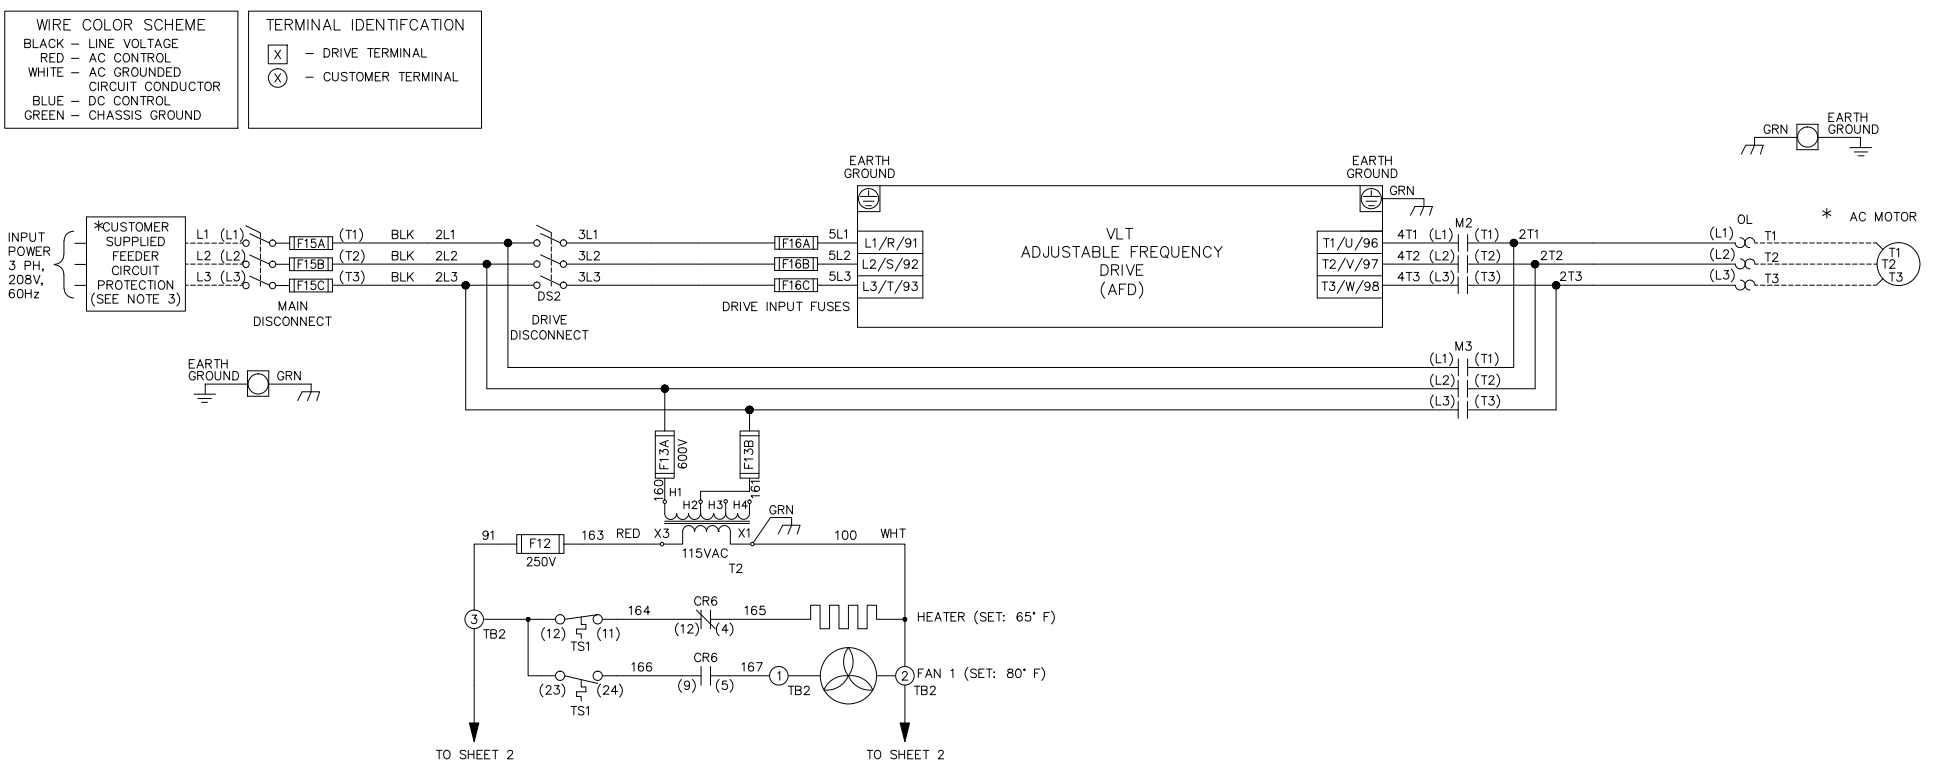 WIRE COLOR SCHEME
BLACK – LINE VOLTAGE
RED – AC CONTROL
WHITE – AC GROUNDED
CIRCUIT CONDUCTOR
BLUE – DC CONTROL
GREEN – CHASSIS GROUND
TERMINAL IDENTIFCATION
X – DRIVE TERMINAL
X – CUSTOMER TERMINAL
INPUT
POWER
3 PH,
208V,
60Hz
*CUSTOMER
SUPPLIED
FEEDER
CIRCUIT
PROTECTION
(SEE NOTE 3)
L1 (L1) F15A (T1) BLK 2L1 3L1 F16A 5L1 L1/R/91
L2 (L2) F15B (T2) BLK 2L2 3L2 F16B 5L2 L2/S/92
L3 (L3) F15C (T3) BLK 2L3 3L3 F16C 5L3 L3/T/93
MAIN
DISCONNECT
DS2
DRIVE
DISCONNECT
DRIVE INPUT FUSES
EARTH
GROUND
VLT
ADJUSTABLE FREQUENCY
DRIVE
(AFD)
EARTH
GROUND
GRN
M2
T1/U/96 4T1 (L1) (T1) 2T1
T2/V/97 4T2 (L2) (T2) 2T2
T3/W/98 4T3 (L3) (T3) 2T3
GRN
EARTH
GROUND
OL
(L1) T1
(L2) T2
(L3) T3
* AC MOTOR
T1
T2
T3
M3
(L1) (T1)
(L2) (T2)
(L3) (T3)
EARTH
GROUND
GRN
F13A
600V
F13B
160
161
H1
H2 H3 H4
GRN
91 F12 163 RED X3 X1 100 WHT
250V
115VAC
T2
3
TB2
164 CR6 165
(12) (11) (12) (4)
TS1
HEATER (SET: 65° F)
166 CR6 167
(23) (24) (9) (5)
TS1
1
TB2
2
TB2
FAN 1 (SET: 80° F)
TO SHEET 2
TO SHEET 2